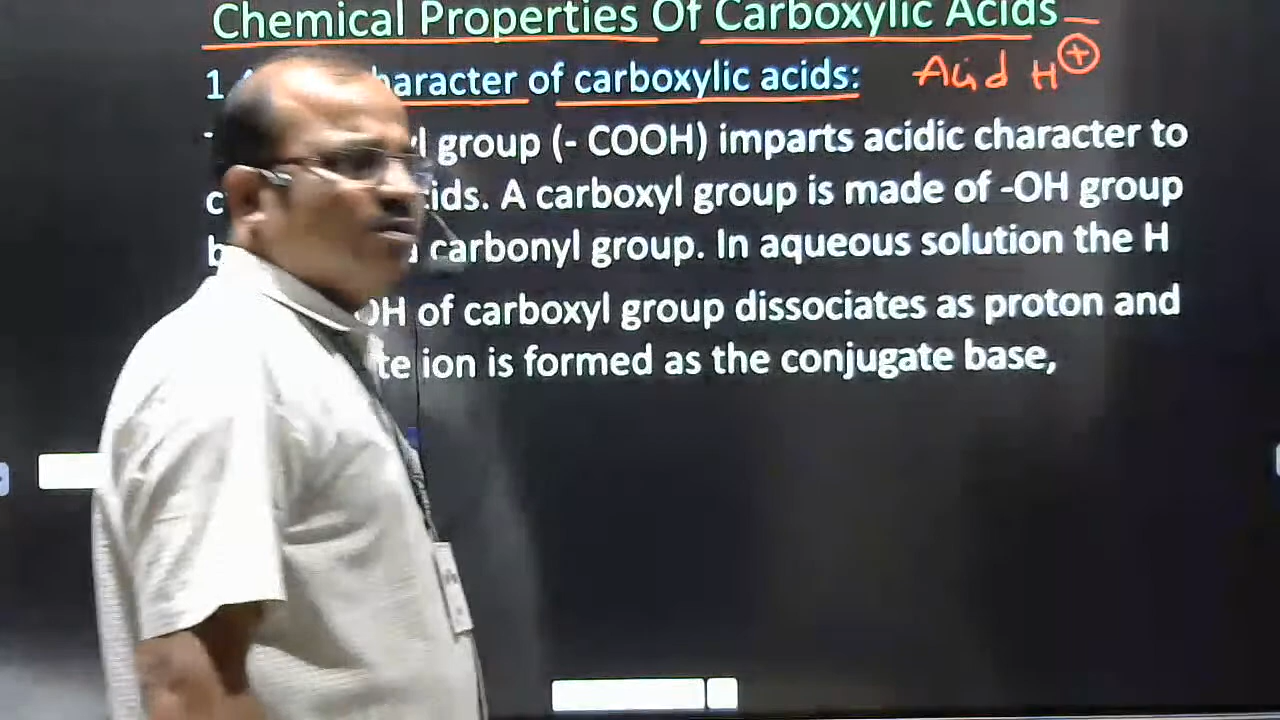 Chemical Properties Of Carboxylic Acids
1 haracter of carboxylic acids: Acid H⊕
l group (- COOH) imparts acidic character to
c ids. A carboxyl group is made of -OH group
b carbonyl group. In aqueous solution the H
OH of carboxyl group dissociates as proton and
te ion is formed as the conjugate base,